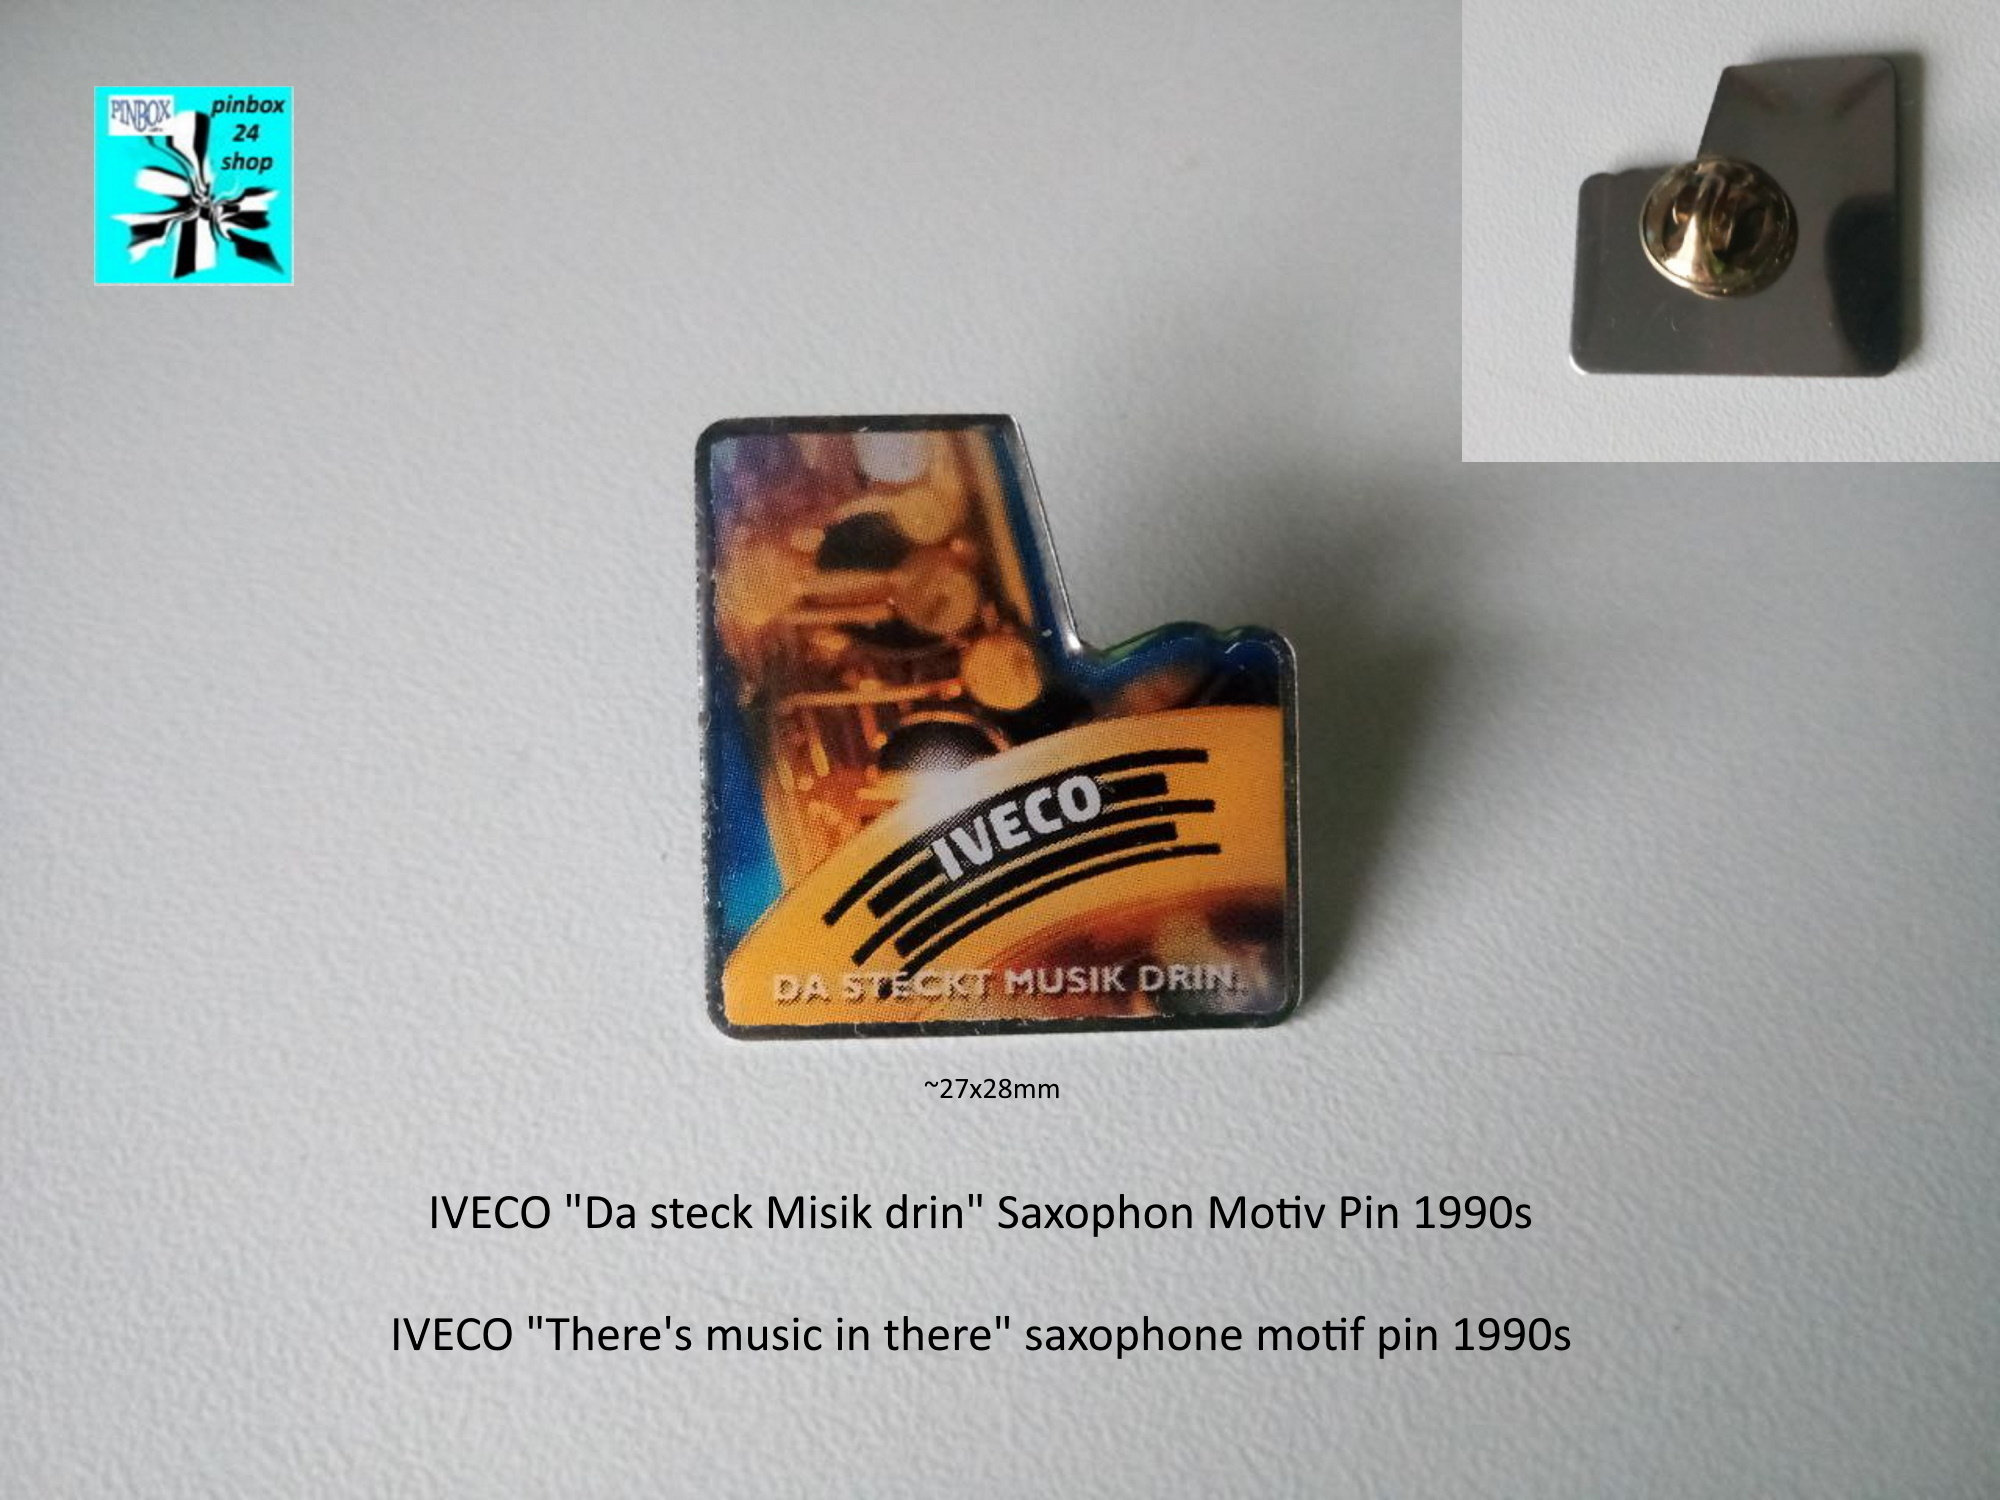 PINBOX
pinbox
24
shop
IVECO
DA STECKT MUSIK DRIN.
~27x28mm
IVECO "Da steck Misik drin" Saxophon Motiv Pin 1990s
IVECO "There's music in there" saxophone motif pin 1990s